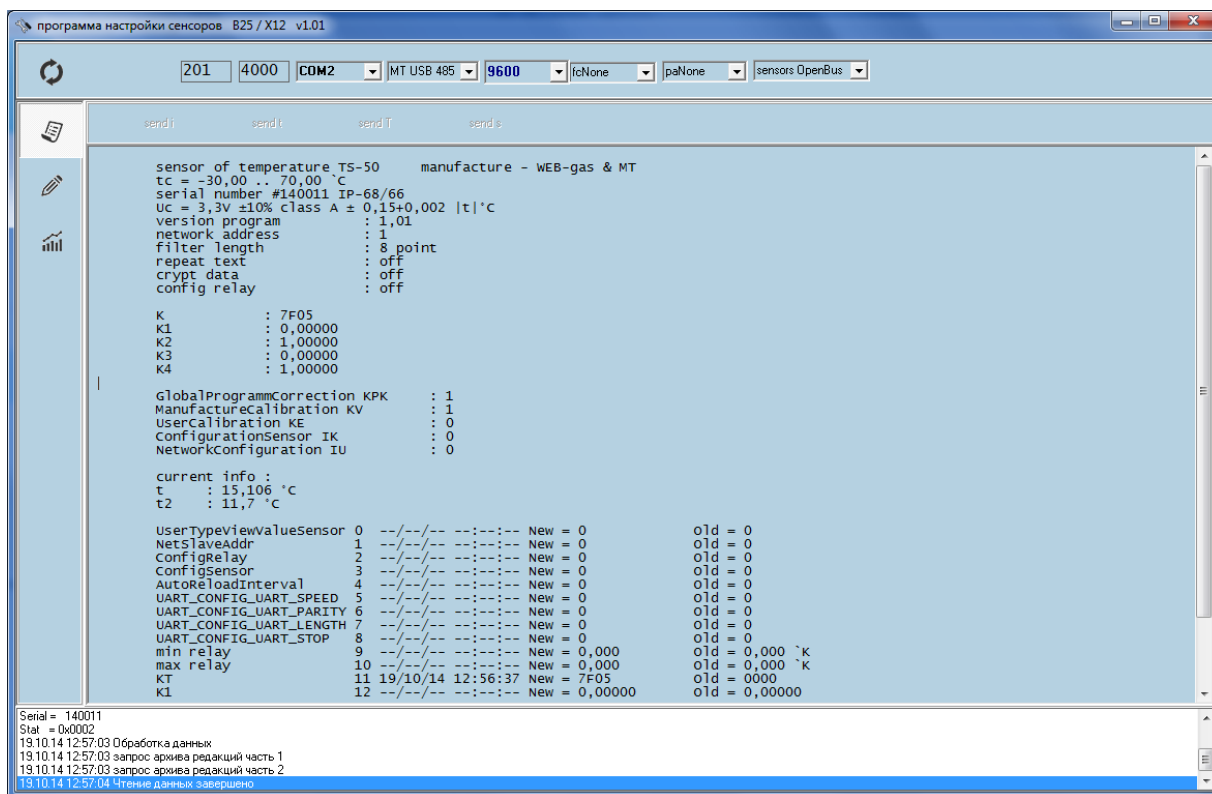 программа настройки сенсоров B25 / X12 v1.01
201 4000 COM2 MT USB 485 9600 fcNone paNone sensors OpenBus
send i send t send T send s
sensor of temperature TS-50 manufacture - WEB-gas & MT
tc = -30,00 .. 70,00 `C
serial number #140011 IP-68/66
Uc = 3,3V ±10% class A ± 0,15+0,002 |t|°C
version program : 1,01
network address : 1
filter length : 8 point
repeat text : off
crypt data : off
config relay : off
K : 7F05
K1 : 0,00000
K2 : 1,00000
K3 : 0,00000
K4 : 1,00000
GlobalProgrammCorrection KPK : 1
ManufactureCalibration KV : 1
UserCalibration KE : 0
ConfigurationSensor IK : 0
NetworkConfiguration IU : 0
current info :
t : 15,106 °C
t2 : 11,7 °C
UserTypeViewValueSensor 0 --/--/-- --:--:-- New = 0 old = 0
NetSlaveAddr 1 --/--/-- --:--:-- New = 0 old = 0
ConfigRelay 2 --/--/-- --:--:-- New = 0 old = 0
ConfigSensor 3 --/--/-- --:--:-- New = 0 old = 0
AutoReloadInterval 4 --/--/-- --:--:-- New = 0 old = 0
UART_CONFIG_UART_SPEED 5 --/--/-- --:--:-- New = 0 old = 0
UART_CONFIG_UART_PARITY 6 --/--/-- --:--:-- New = 0 old = 0
UART_CONFIG_UART_LENGTH 7 --/--/-- --:--:-- New = 0 old = 0
UART_CONFIG_UART_STOP 8 --/--/-- --:--:-- New = 0 old = 0
min relay 9 --/--/-- --:--:-- New = 0,000 old = 0,000 `K
max relay 10 --/--/-- --:--:-- New = 0,000 old = 0,000 `K
KT 11 19/10/14 12:56:37 New = 7F05 old = 0000
K1 12 --/--/-- --:--:-- New = 0,00000 old = 0,00000
Serial = 140011
Stat = 0x0002
19.10.14 12:57:03 Обработка данных
19.10.14 12:57:03 запрос архива редакций часть 1
19.10.14 12:57:03 запрос архива редакций часть 2
19.10.14 12:57:04 Чтение данных завершено